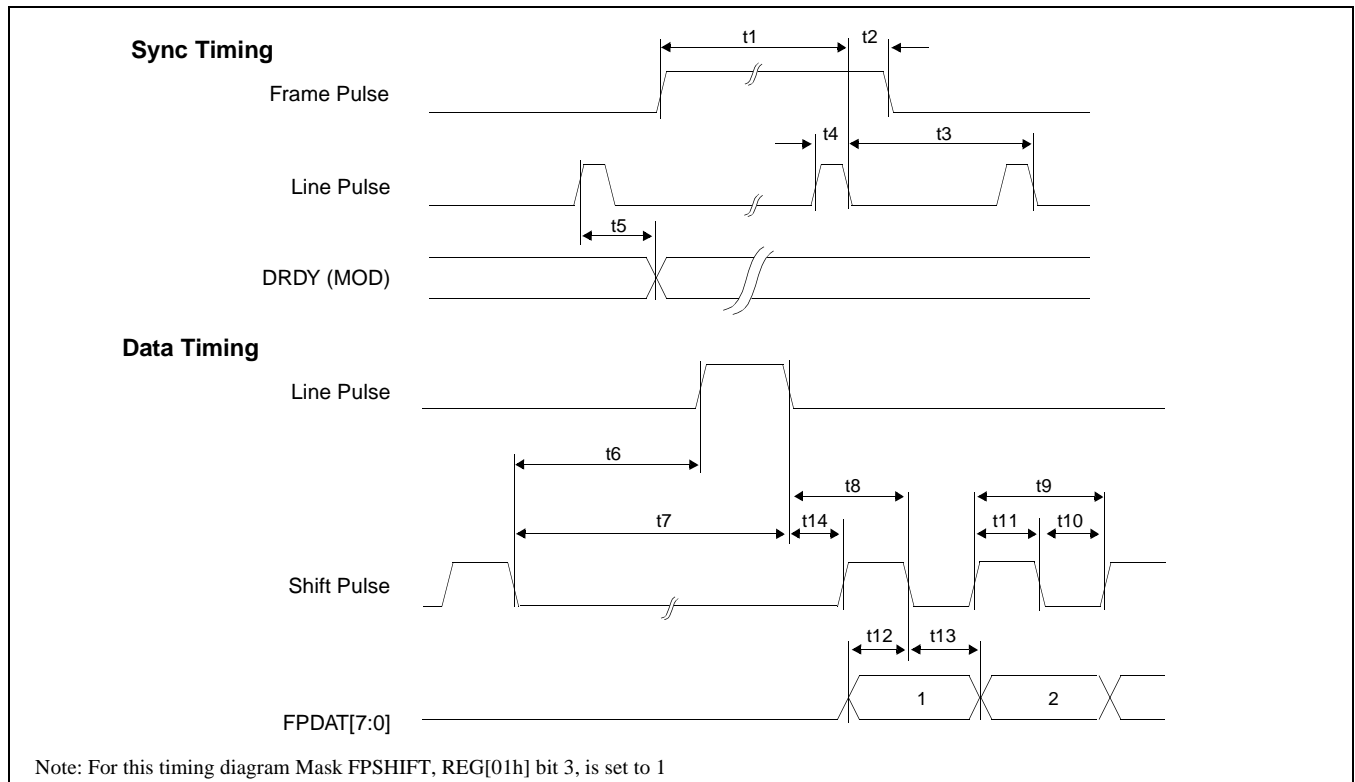 Sync Timing
t1
t2
Frame Pulse
t4
t3
Line Pulse
t5
DRDY (MOD)
Data Timing
Line Pulse
t6
t8
t9
t7
t14
t11
t10
Shift Pulse
t12
t13
1
2
FPDAT[7:0]
Note: For this timing diagram Mask FPSHIFT, REG[01h] bit 3, is set to 1